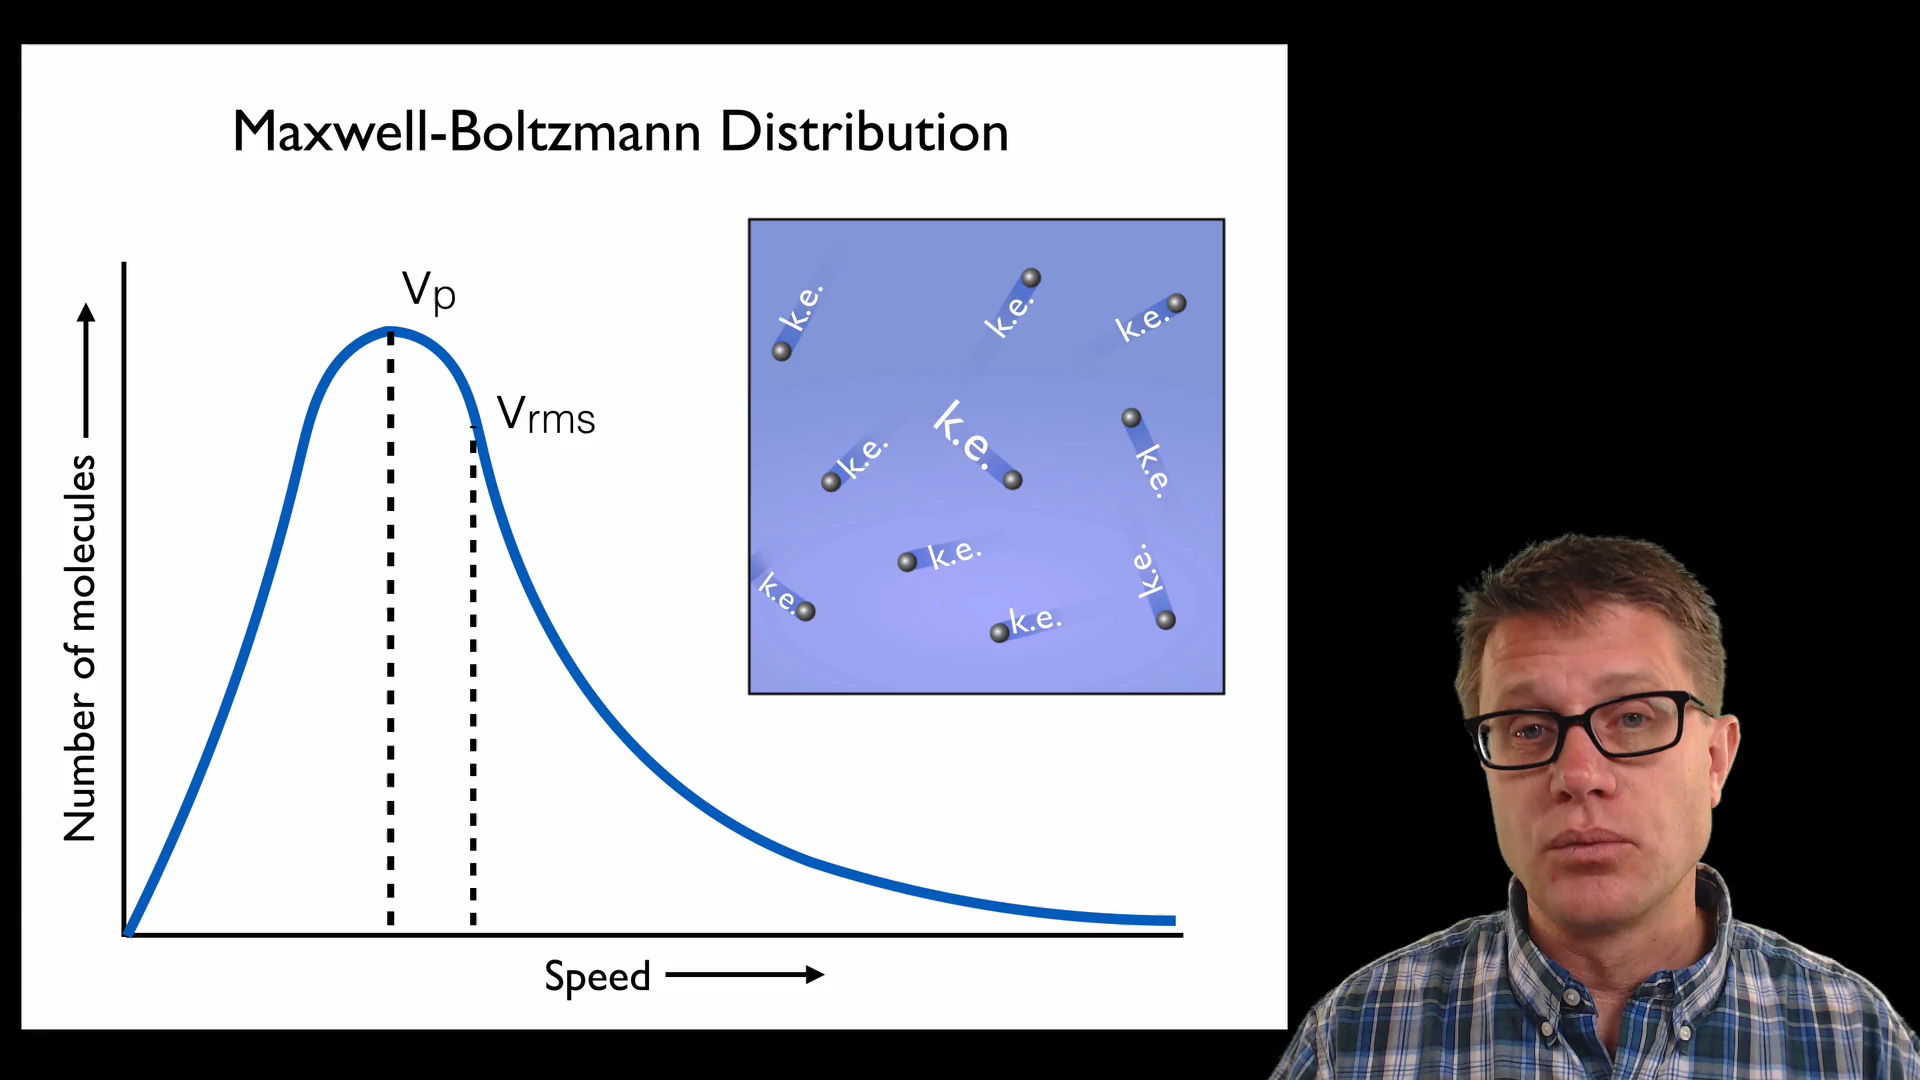 Maxwell-Boltzmann Distribution
Vp
Vrms
Number of molecules
Speed
k.e.
k.e.
k.e.
k.e.
k.e.
k.e.
k.e.
k.e.
k.e.
k.e.